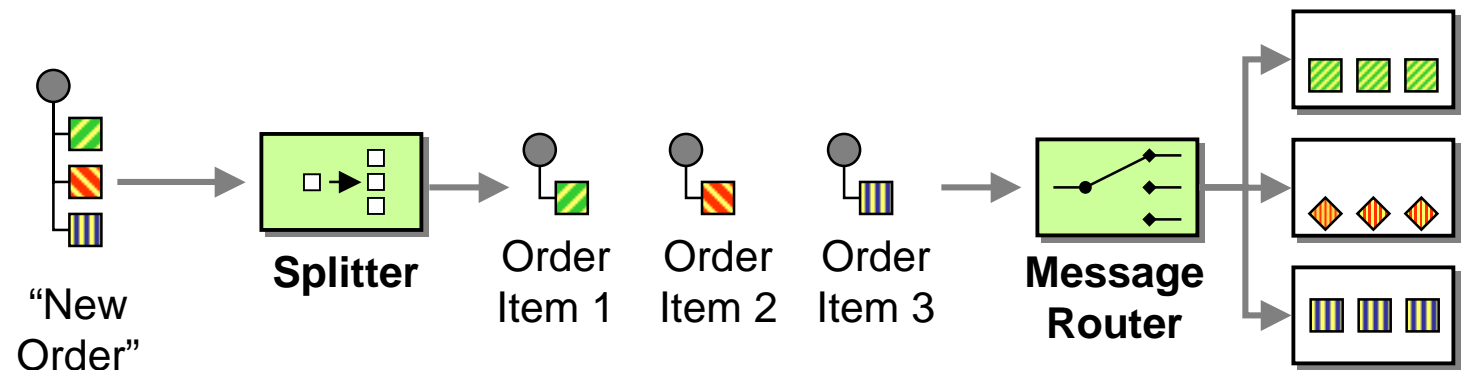 “New
Order”
Splitter
Order
Item 1
Order
Item 2
Order
Item 3
Message
Router